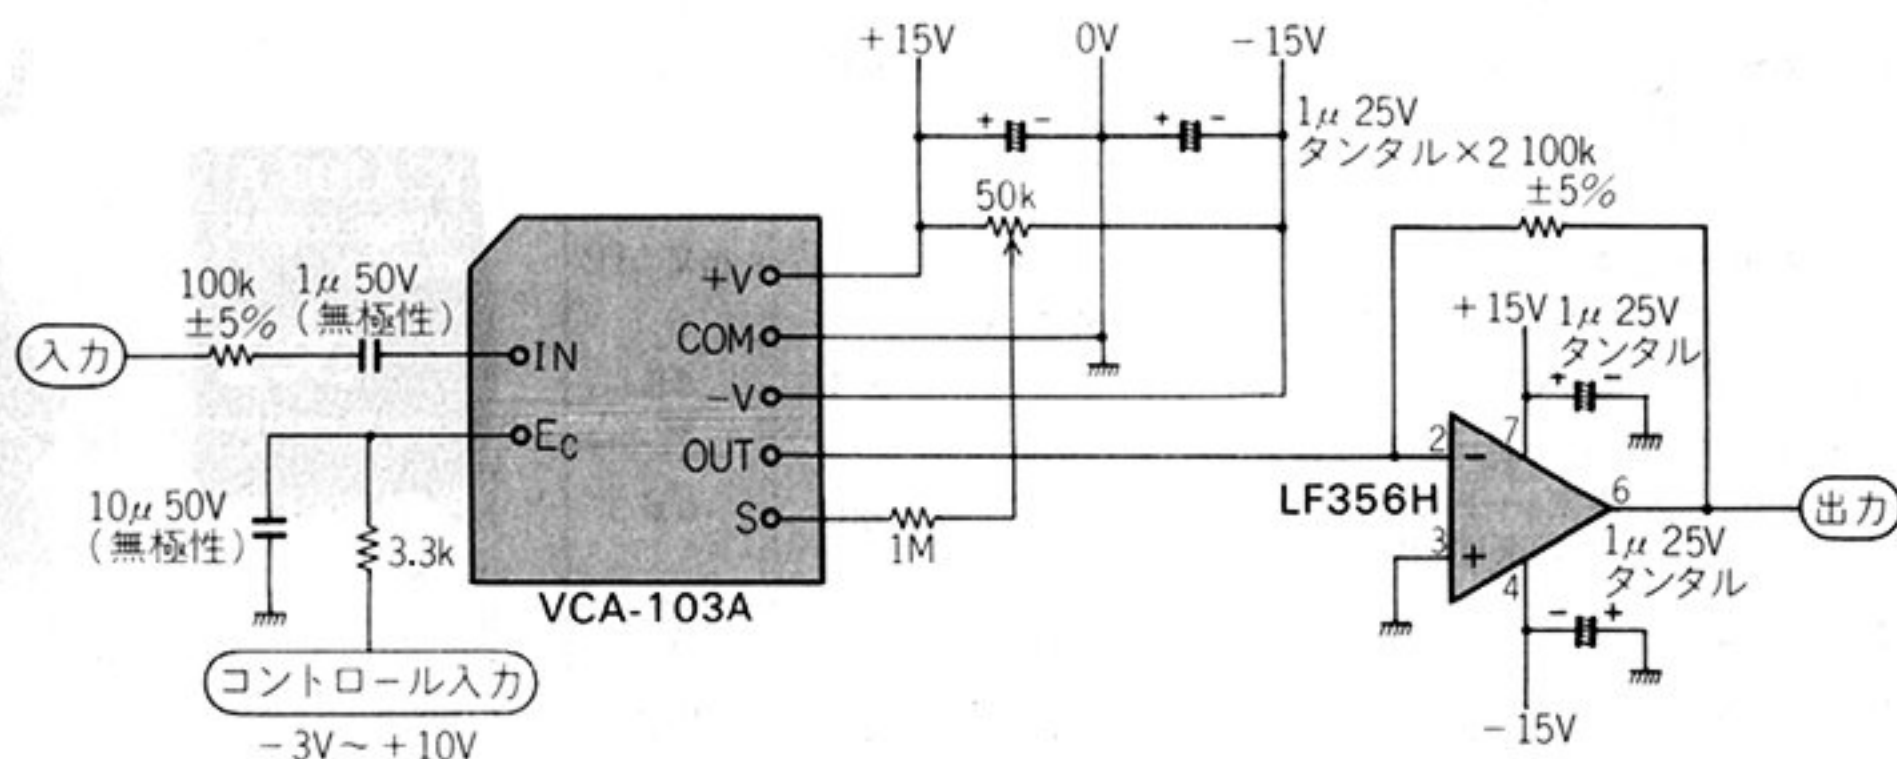 +15V
0V
-15V
1μ 25V
タンタル×2
100k
±5%
50k
100k
±5%
1μ 50V
(無極性)
入力
IN
EC
+V
COM
-V
OUT
S
1M
VCA-103A
10μ 50V
(無極性)
3.3k
コントロール入力
-3V~+10V
+15V
1μ 25V
タンタル
+ -
+ -
+ -
2
7
-
LF356H
6
3
+
4
1μ 25V
タンタル
- +
-15V
出力